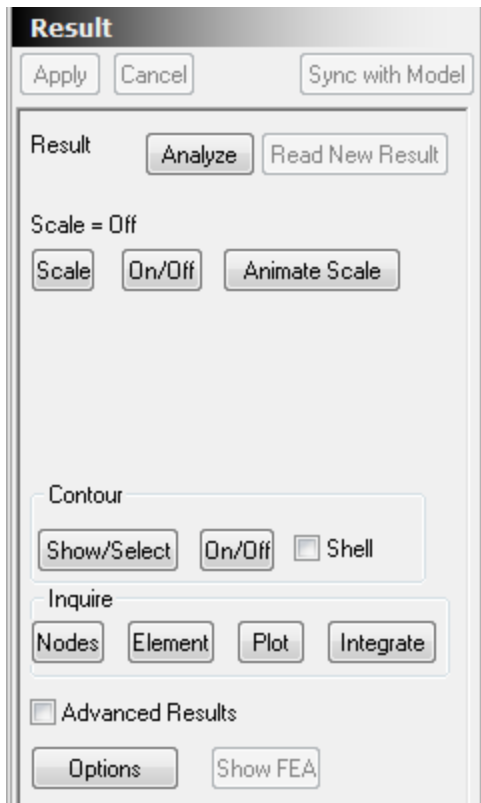 Result
Apply Cancel Sync with Model
Result Analyze Read New Result
Scale = Off
Scale On/Off Animate Scale
Contour
Show/Select On/Off Shell
Inquire
Nodes Element Plot Integrate
Advanced Results
Options Show FEA